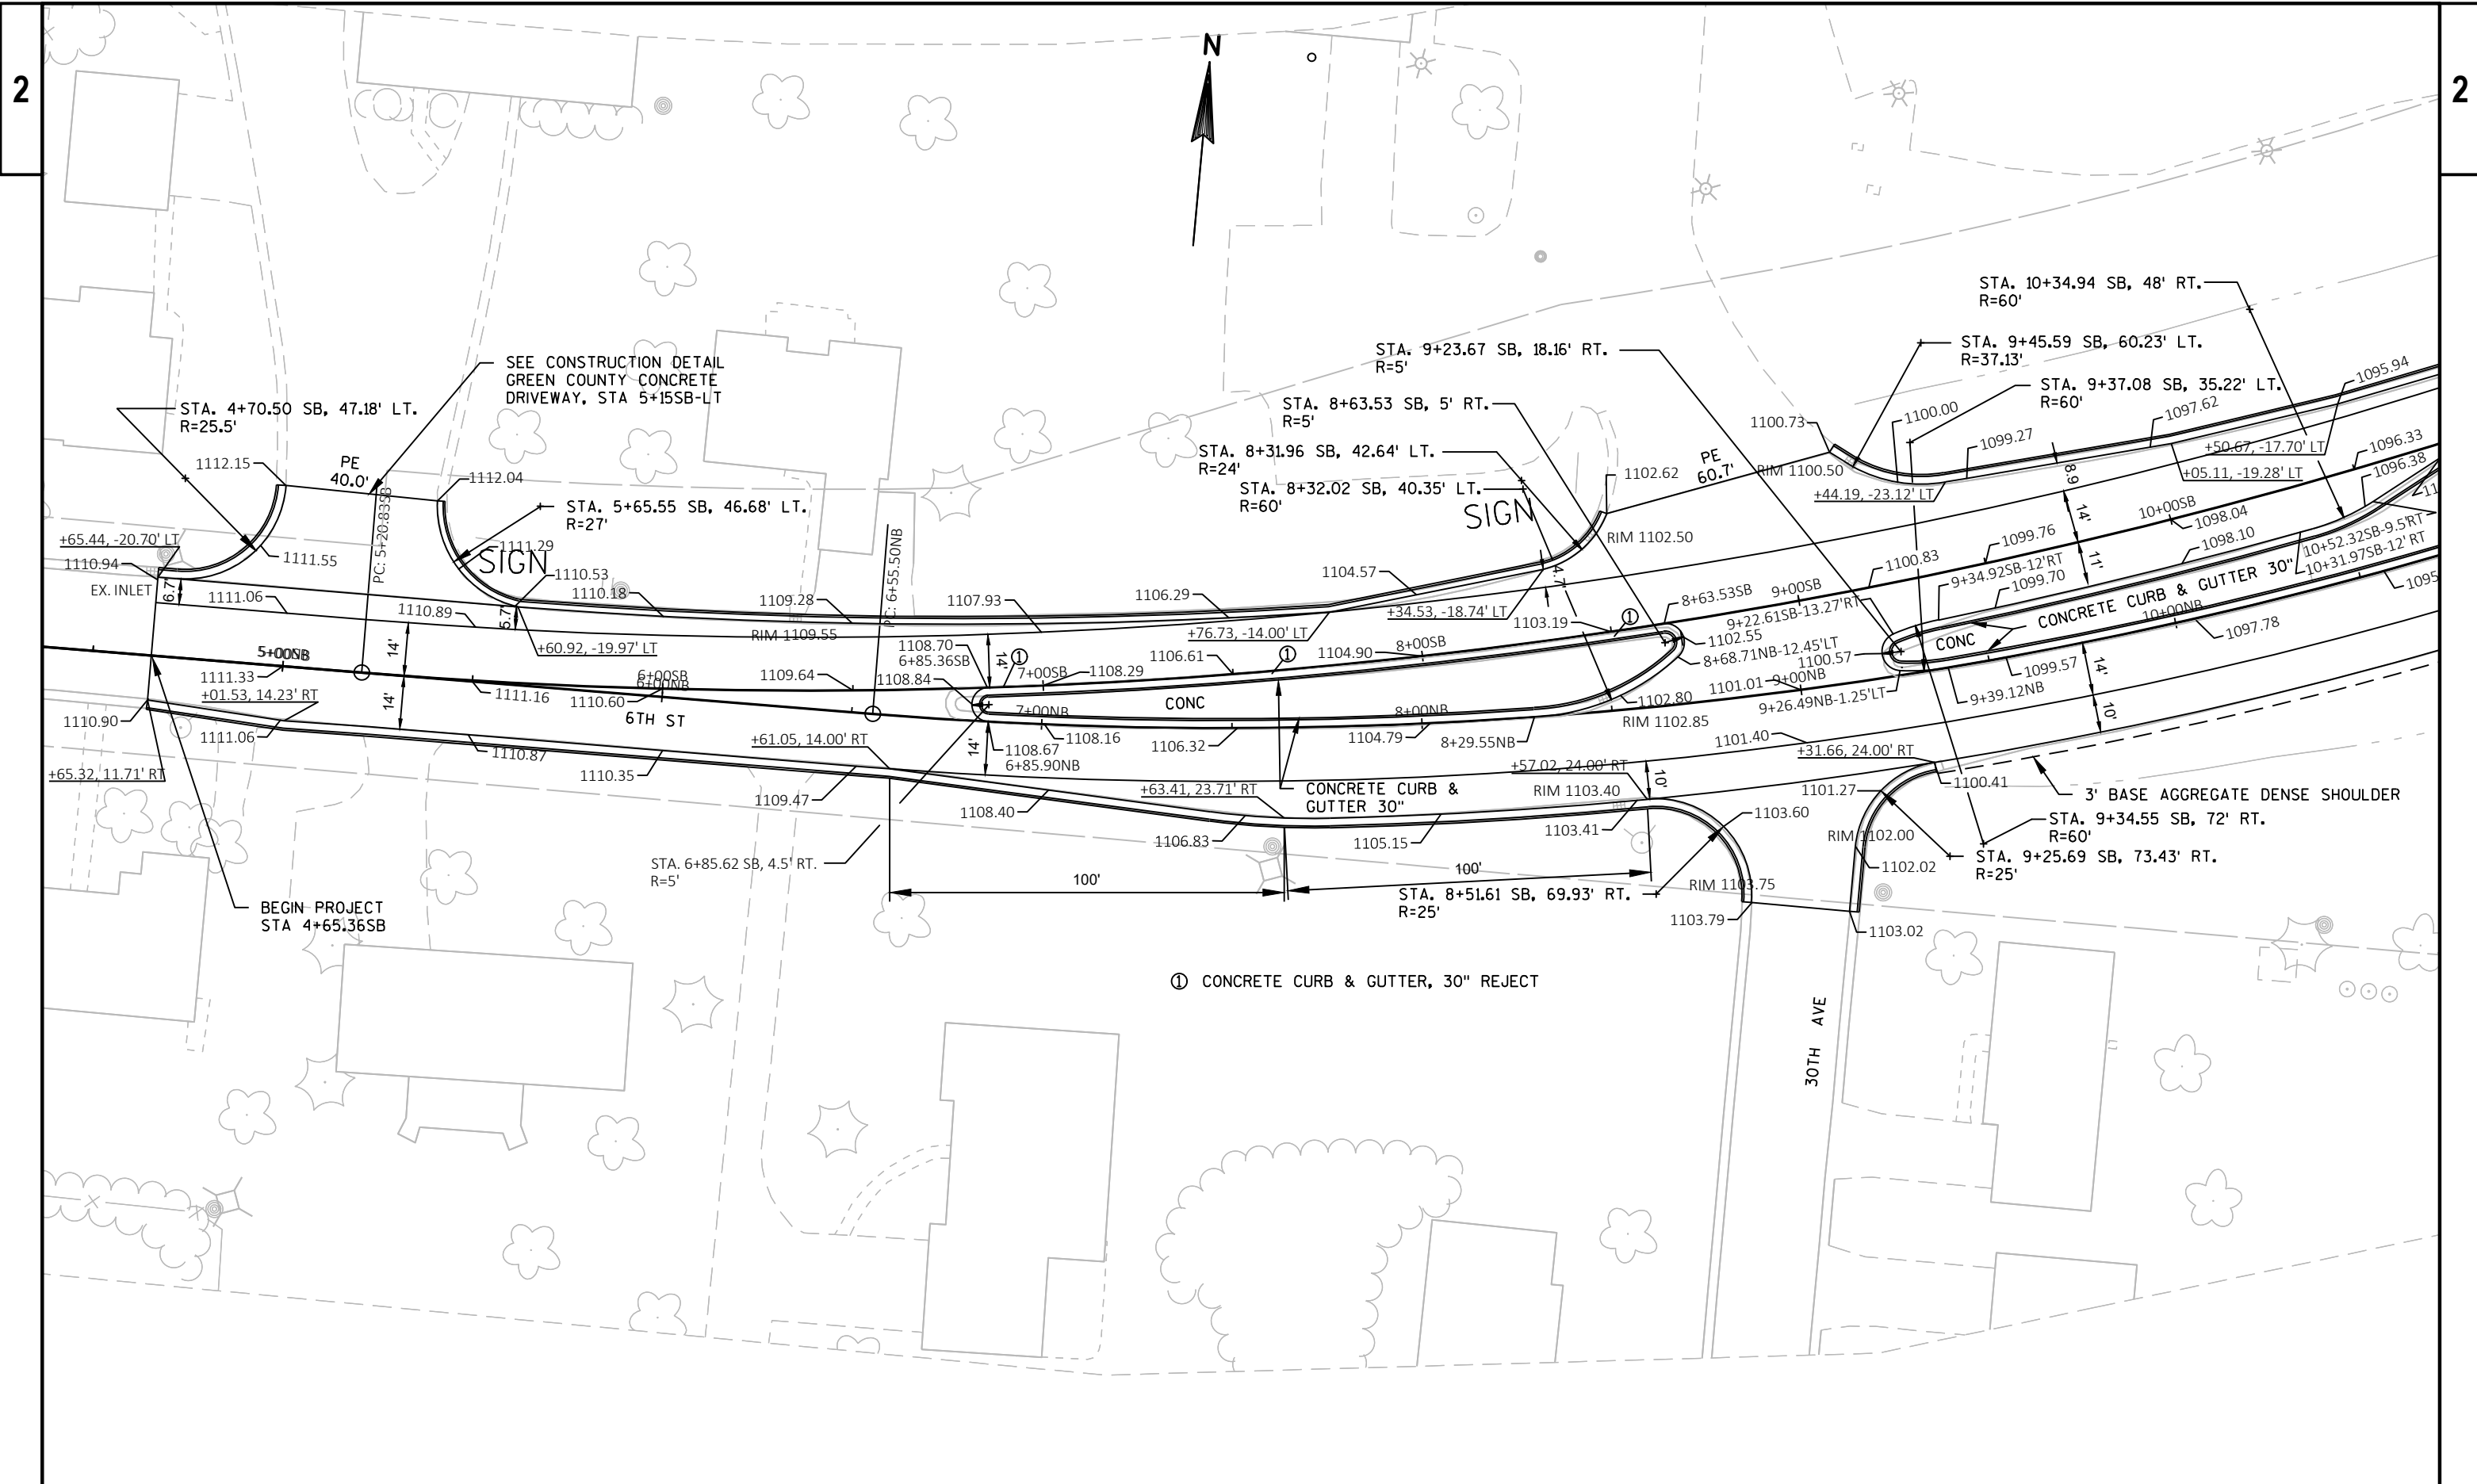 2
2
N
SEE CONSTRUCTION DETAIL
GREEN COUNTY CONCRETE
DRIVEWAY, STA 5+15SB-LT
STA. 4+70.50 SB, 47.18' LT.
R=25.5'
1112.15
PE
40.0'
1112.04
PC: 5+20.83SB
STA. 5+65.55 SB, 46.68' LT.
R=27'
+65.44, -20.70' LT
1110.94
EX. INLET
6.7'
1111.55
1111.29
SIGN
1110.53
1110.18
1111.06
1110.89
5.7'
+60.92, -19.97' LT
14'
14'
5+00SB
5+00NB
1111.33
+01.53, 14.23' RT
1110.90
1111.06
+65.32, 11.71' RT
1111.16
1110.60
6+00SB
6+00NB
6TH ST
1110.87
1110.35
1109.28
RIM 1109.55
1109.64
PC: 6+55.50NB
1107.93
1108.70
6+85.36SB
1108.84
14'
①
7+00SB
1108.29
CONC
7+00NB
1108.16
1108.67
6+85.90NB
14'
+61.05, 14.00' RT
1109.47
1108.40
STA. 6+85.62 SB, 4.5' RT.
R=5'
BEGIN PROJECT
STA 4+65.36SB
1106.29
+76.73, -14.00' LT
1106.61
①
1104.90
8+00SB
8+00NB
1106.32
1104.79
8+29.55NB
CONCRETE CURB &
GUTTER 30"
+63.41, 23.71' RT
1106.83
1105.15
100'
100'
STA. 9+23.67 SB, 18.16' RT.
R=5'
STA. 8+63.53 SB, 5' RT.
R=5'
STA. 8+31.96 SB, 42.64' LT.
R=24'
STA. 8+32.02 SB, 40.35' LT.
R=60'
SIGN
1102.62
RIM 1102.50
1104.57
4.7'
+34.53, -18.74' LT
1103.19
①
8+63.53SB
1102.55
8+68.71NB-12.45'LT
1102.80
RIM 1102.85
+57.02, 24.00' RT
10'
RIM 1103.40
1103.41
1103.60
RIM 1103.75
1103.79
STA. 8+51.61 SB, 69.93' RT.
R=25'
PE
60.7'
1100.73
RIM 1100.50
STA. 10+34.94 SB, 48' RT.
R=60'
STA. 9+45.59 SB, 60.23' LT.
R=37.13'
STA. 9+37.08 SB, 35.22' LT.
R=60'
1100.00
1099.27
1097.62
1095.94
+44.19, -23.12' LT
8.9'
+50.67, -17.70' LT
+05.11, -19.28' LT
1096.33
1096.38
14'
11'
10+00SB
1098.04
1099.76
1098.10
1100.83
9+00SB
9+34.92SB-12'RT
1099.70
9+22.61SB-13.27'RT
10+52.32SB-9.5'RT
10+31.97SB-12' RT
CONCRETE CURB & GUTTER 30"
CONC
1100.57
10+00NB
1097.78
1095
1099.57
9+39.12NB
1101.01
9+00NB
9+26.49NB-1.25'LT
14'
10'
1101.40
+31.66, 24.00' RT
1101.27
1100.41
3' BASE AGGREGATE DENSE SHOULDER
STA. 9+34.55 SB, 72' RT.
R=60'
STA. 9+25.69 SB, 73.43' RT.
R=25'
RIM 1102.00
1102.02
1103.02
30TH AVE
① CONCRETE CURB & GUTTER, 30" REJECT